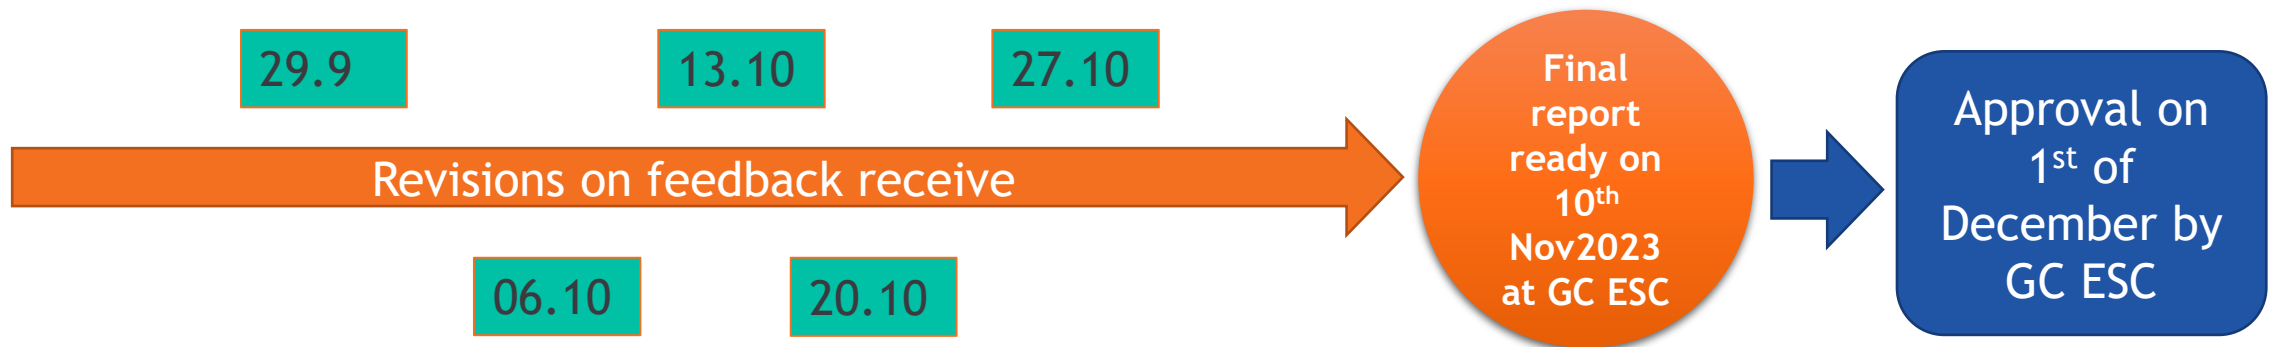 29.9
13.10
27.10
Revisions on feedback receive
06.10
20.10
Final
report
ready on
10th
Nov2023
at GC ESC
Approval on
1st of
December by
GC ESC